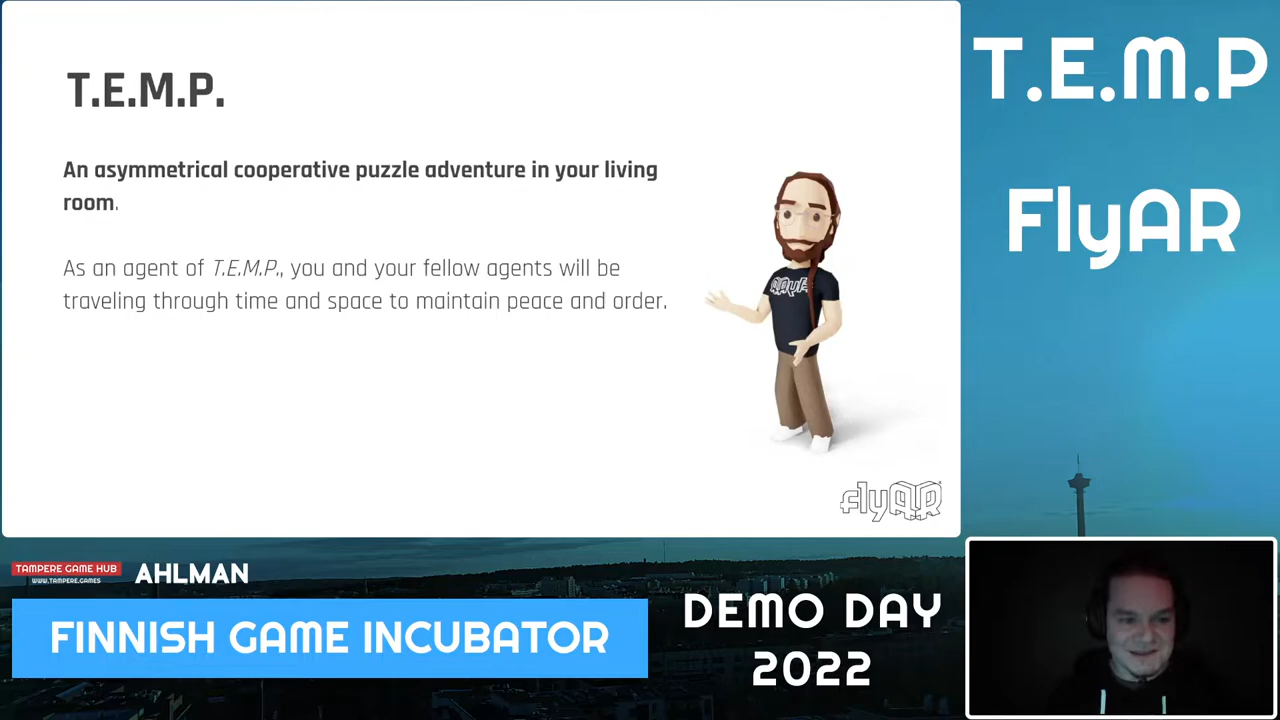 T.E.M.P.
An asymmetrical cooperative puzzle adventure in your living
room.
As an agent of T.E.M.P., you and your fellow agents will be
traveling through time and space to maintain peace and order.
flyAR
flyAR
T.E.M.P
FlyAR
TAMPERE GAME HUB
WWW.TAMPERE.GAMES
AHLMAN
FINNISH GAME INCUBATOR
DEMO DAY
2022